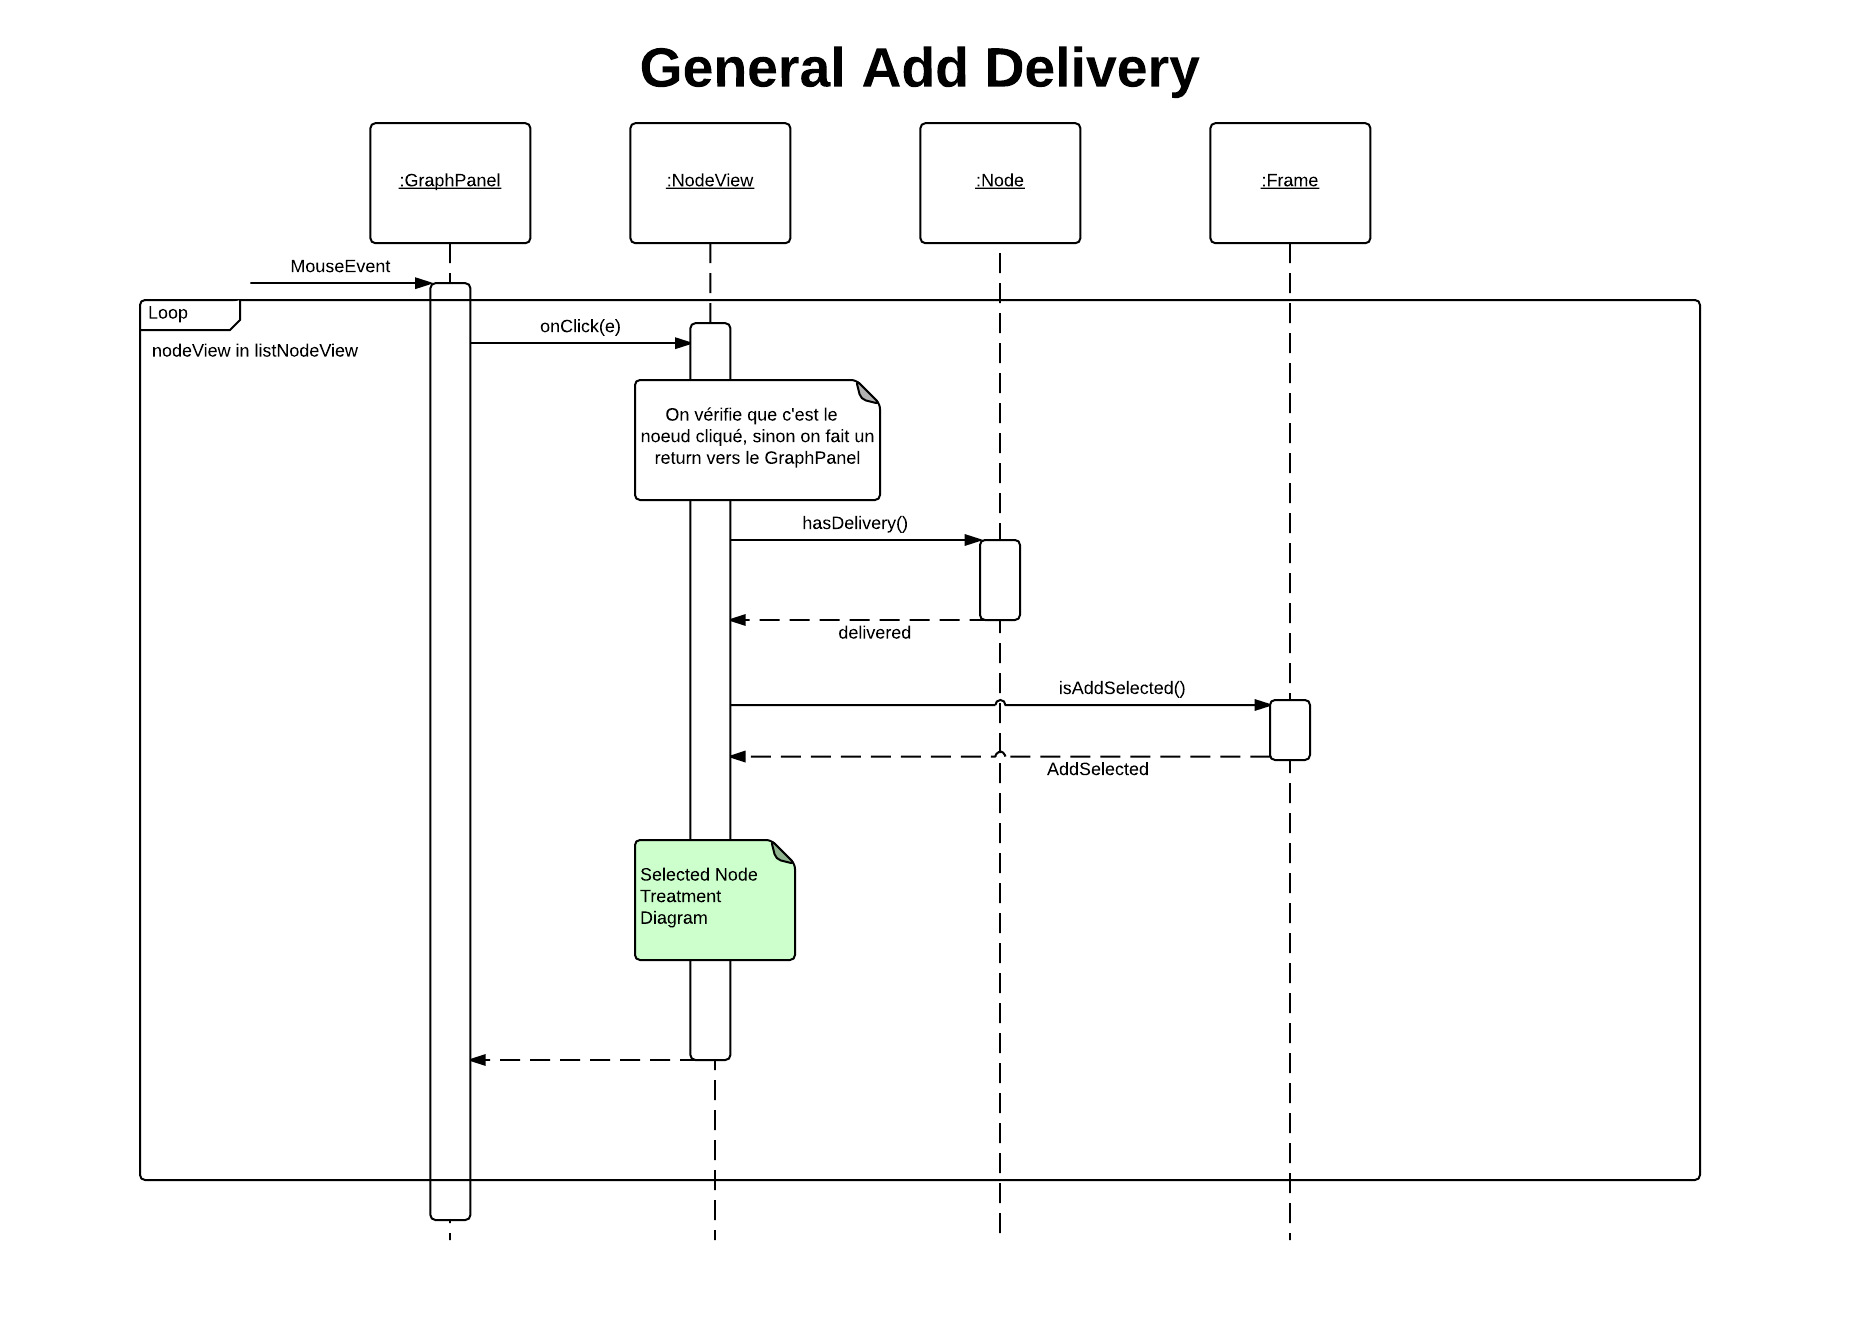 General Add Delivery
:GraphPanel
:NodeView
:Node
:Frame
MouseEvent
Loop
onClick(e)
nodeView in listNodeView
On vérifie que c'est le
noeud cliqué, sinon on fait un
return vers le GraphPanel
hasDelivery()
delivered
isAddSelected()
AddSelected
Selected Node
Treatment
Diagram